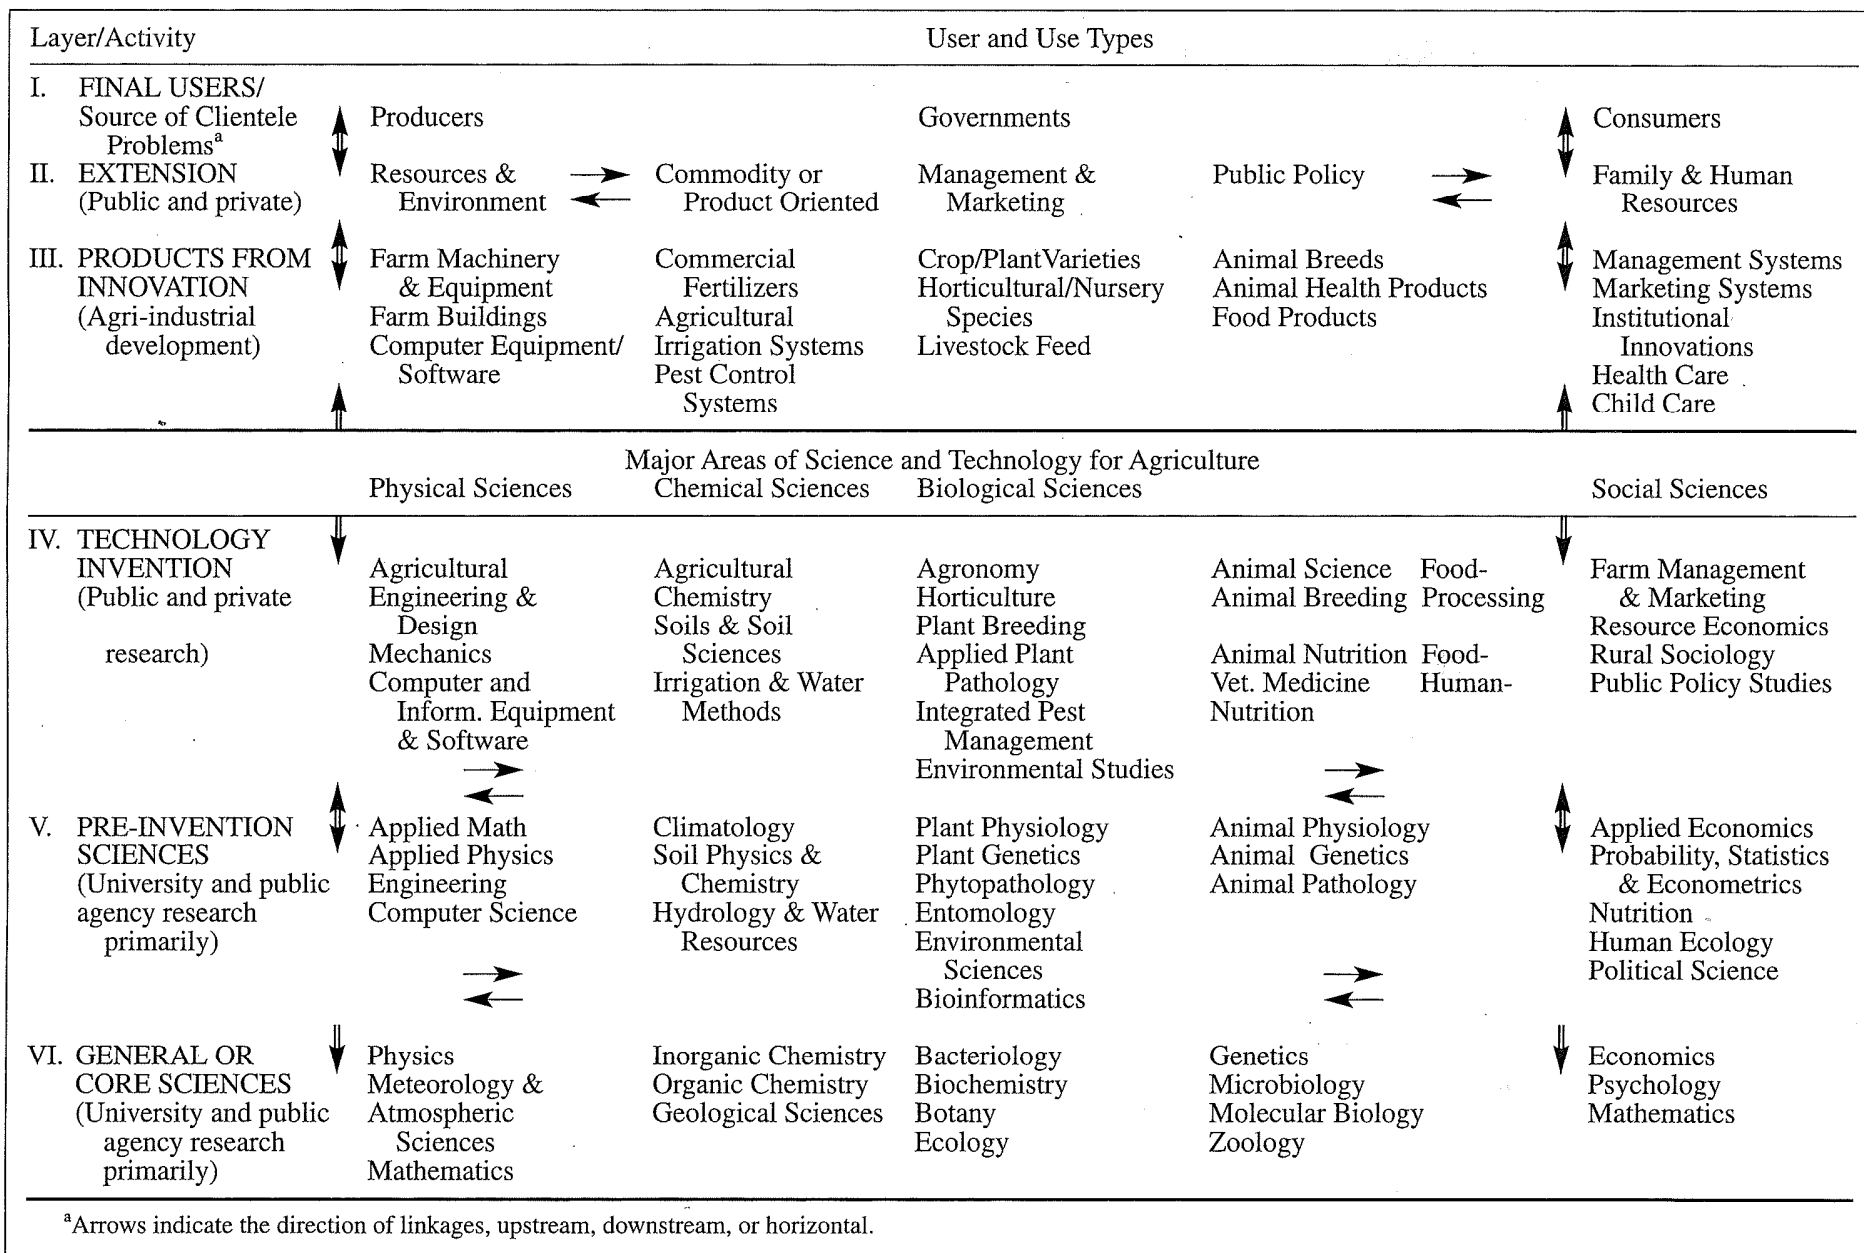 Layer/Activity User and Use Types
I. FINAL USERS/
Source of Clientele Producers Governments Consumers
Problemsa
II. EXTENSION Resources & Commodity or Management & Public Policy Family & Human
(Public and private) Environment Product Oriented Marketing Resources
III. PRODUCTS FROM Farm Machinery Commercial Crop/PlantVarieties Animal Breeds Management Systems
INNOVATION & Equipment Fertilizers Horticultural/Nursery Animal Health Products Marketing Systems
(Agri-industrial Farm Buildings Agricultural Species Food Products Institutional
development) Computer Equipment/ Irrigation Systems Livestock Feed Innovations
Software Pest Control Health Care
Systems Child Care
Major Areas of Science and Technology for Agriculture
Physical Sciences Chemical Sciences Biological Sciences Social Sciences
IV. TECHNOLOGY
INVENTION Agricultural Agricultural Agronomy Animal Science Food- Farm Management
(Public and private Engineering & Chemistry Horticulture Animal Breeding Processing & Marketing
Design Soils & Soil Plant Breeding Resource Economics
research) Mechanics Sciences Applied Plant Animal Nutrition Food- Rural Sociology
Computer and Irrigation & Water Pathology Vet. Medicine Human- Public Policy Studies
Inform. Equipment Methods Integrated Pest Nutrition
& Software Management
Environmental Studies
V. PRE-INVENTION Applied Math Climatology Plant Physiology Animal Physiology Applied Economics
SCIENCES Applied Physics Soil Physics & Plant Genetics Animal Genetics Probability, Statistics
(University and public Engineering Chemistry Phytopathology Animal Pathology & Econometrics
agency research Computer Science Hydrology & Water Entomology Nutrition
primarily) Resources Environmental Human Ecology
Sciences Political Science
Bioinformatics
VI. GENERAL OR Physics Inorganic Chemistry Bacteriology Genetics Economics
CORE SCIENCES Meteorology & Organic Chemistry Biochemistry Microbiology Psychology
(University and public Atmospheric Geological Sciences Botany Molecular Biology Mathematics
agency research Sciences Ecology Zoology
primarily) Mathematics
aArrows indicate the direction of linkages, upstream, downstream, or horizontal.